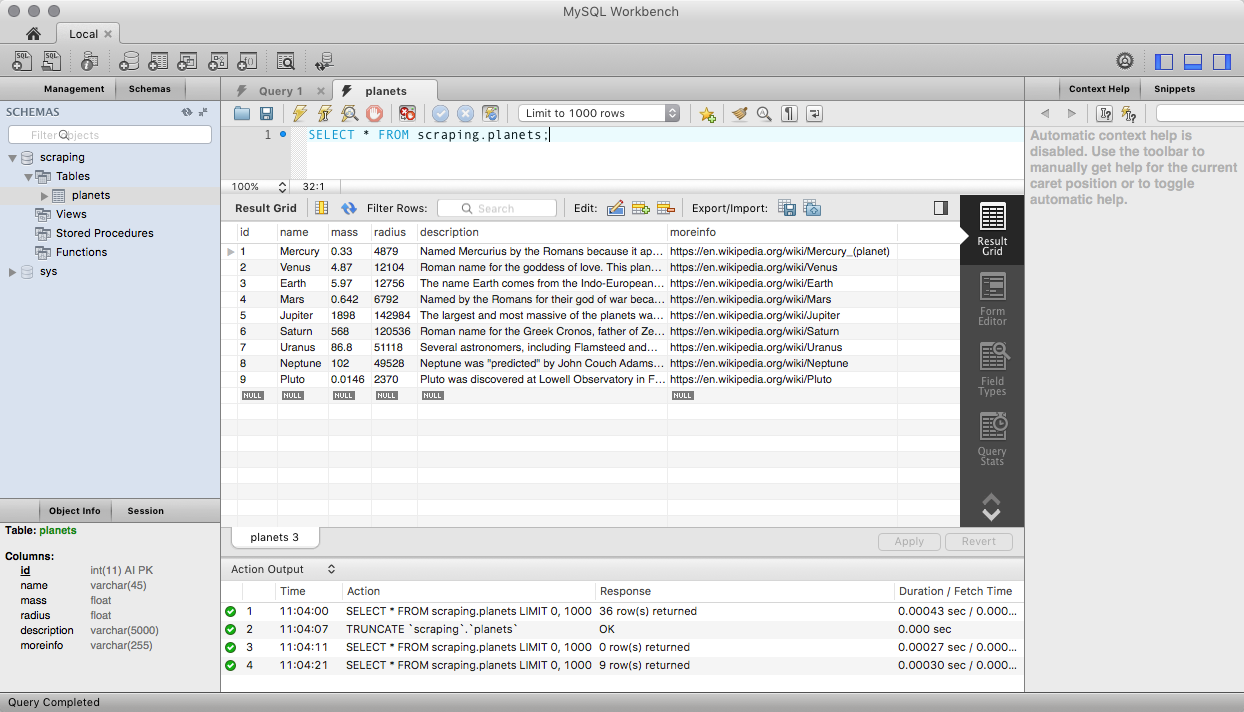 MySQL Workbench
Local
Management Schemas
SCHEMAS
Filter objects
scraping
Tables
planets
Views
Stored Procedures
Functions
sys
Object Info Session
Table: planets
Columns:
id int(11) AI PK
name varchar(45)
mass float
radius float
description varchar(5000)
moreinfo varchar(255)
Query 1 planets
Limit to 1000 rows
1 SELECT * FROM scraping.planets;
100% 32:1
Result Grid Filter Rows: Search Edit: Export/Import:
id name mass radius description moreinfo
1 Mercury 0.33 4879 Named Mercurius by the Romans because it ap... https://en.wikipedia.org/wiki/Mercury_(planet)
2 Venus 4.87 12104 Roman name for the goddess of love. This plan... https://en.wikipedia.org/wiki/Venus
3 Earth 5.97 12756 The name Earth comes from the Indo-European... https://en.wikipedia.org/wiki/Earth
4 Mars 0.642 6792 Named by the Romans for their god of war beca... https://en.wikipedia.org/wiki/Mars
5 Jupiter 1898 142984 The largest and most massive of the planets wa... https://en.wikipedia.org/wiki/Jupiter
6 Saturn 568 120536 Roman name for the Greek Cronos, father of Ze... https://en.wikipedia.org/wiki/Saturn
7 Uranus 86.8 51118 Several astronomers, including Flamsteed and... https://en.wikipedia.org/wiki/Uranus
8 Neptune 102 49528 Neptune was "predicted" by John Couch Adams... https://en.wikipedia.org/wiki/Neptune
9 Pluto 0.0146 2370 Pluto was discovered at Lowell Observatory in F... https://en.wikipedia.org/wiki/Pluto
NULL NULL NULL NULL NULL NULL
Result
Grid
Form
Editor
Field
Types
Query
Stats
planets 3
Apply Revert
Action Output
Time Action Response Duration / Fetch Time
1 11:04:00 SELECT * FROM scraping.planets LIMIT 0, 1000 36 row(s) returned 0.00043 sec / 0.000...
2 11:04:07 TRUNCATE `scraping`.`planets` OK 0.000 sec
3 11:04:11 SELECT * FROM scraping.planets LIMIT 0, 1000 0 row(s) returned 0.00027 sec / 0.000...
4 11:04:21 SELECT * FROM scraping.planets LIMIT 0, 1000 9 row(s) returned 0.00030 sec / 0.000...
Context Help Snippets
Automatic context help is
disabled. Use the toolbar to
manually get help for the current
caret position or to toggle
automatic help.
Query Completed